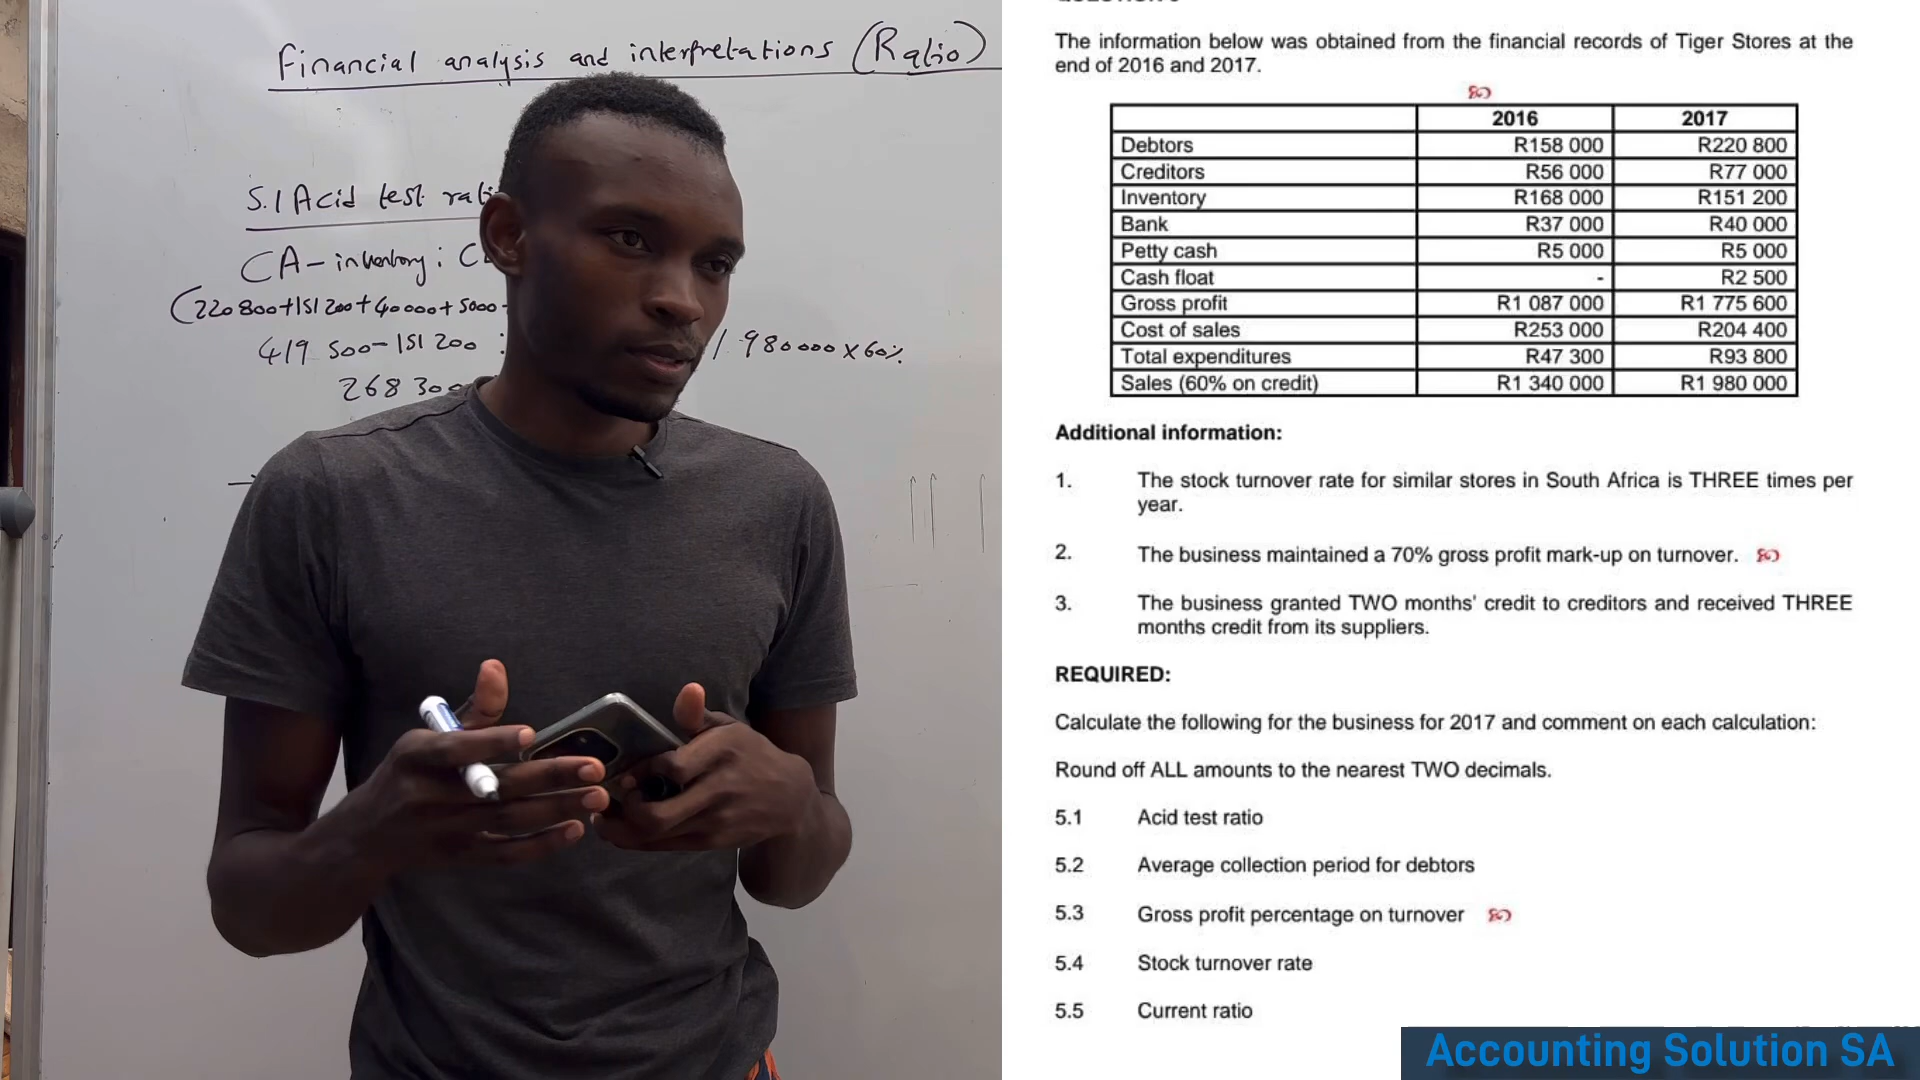 Financial analysis and interpretations (Ratio)
5.1 Acid test rati
CA-inventory : C
(220 800+151 200+40000+5000
419 500-151 200 :
268 300
1 980000 x 60%
The information below was obtained from the financial records of Tiger Stores at the
end of 2016 and 2017.
2016 2017
Debtors R158 000 R220 800
Creditors R56 000 R77 000
Inventory R168 000 R151 200
Bank R37 000 R40 000
Petty cash R5 000 R5 000
Cash float - R2 500
Gross profit R1 087 000 R1 775 600
Cost of sales R253 000 R204 400
Total expenditures R47 300 R93 800
Sales (60% on credit) R1 340 000 R1 980 000
Additional information:
1. The stock turnover rate for similar stores in South Africa is THREE times per
year.
2. The business maintained a 70% gross profit mark-up on turnover.
3. The business granted TWO months' credit to creditors and received THREE
months credit from its suppliers.
REQUIRED:
Calculate the following for the business for 2017 and comment on each calculation:
Round off ALL amounts to the nearest TWO decimals.
5.1 Acid test ratio
5.2 Average collection period for debtors
5.3 Gross profit percentage on turnover
5.4 Stock turnover rate
5.5 Current ratio
Accounting Solution SA